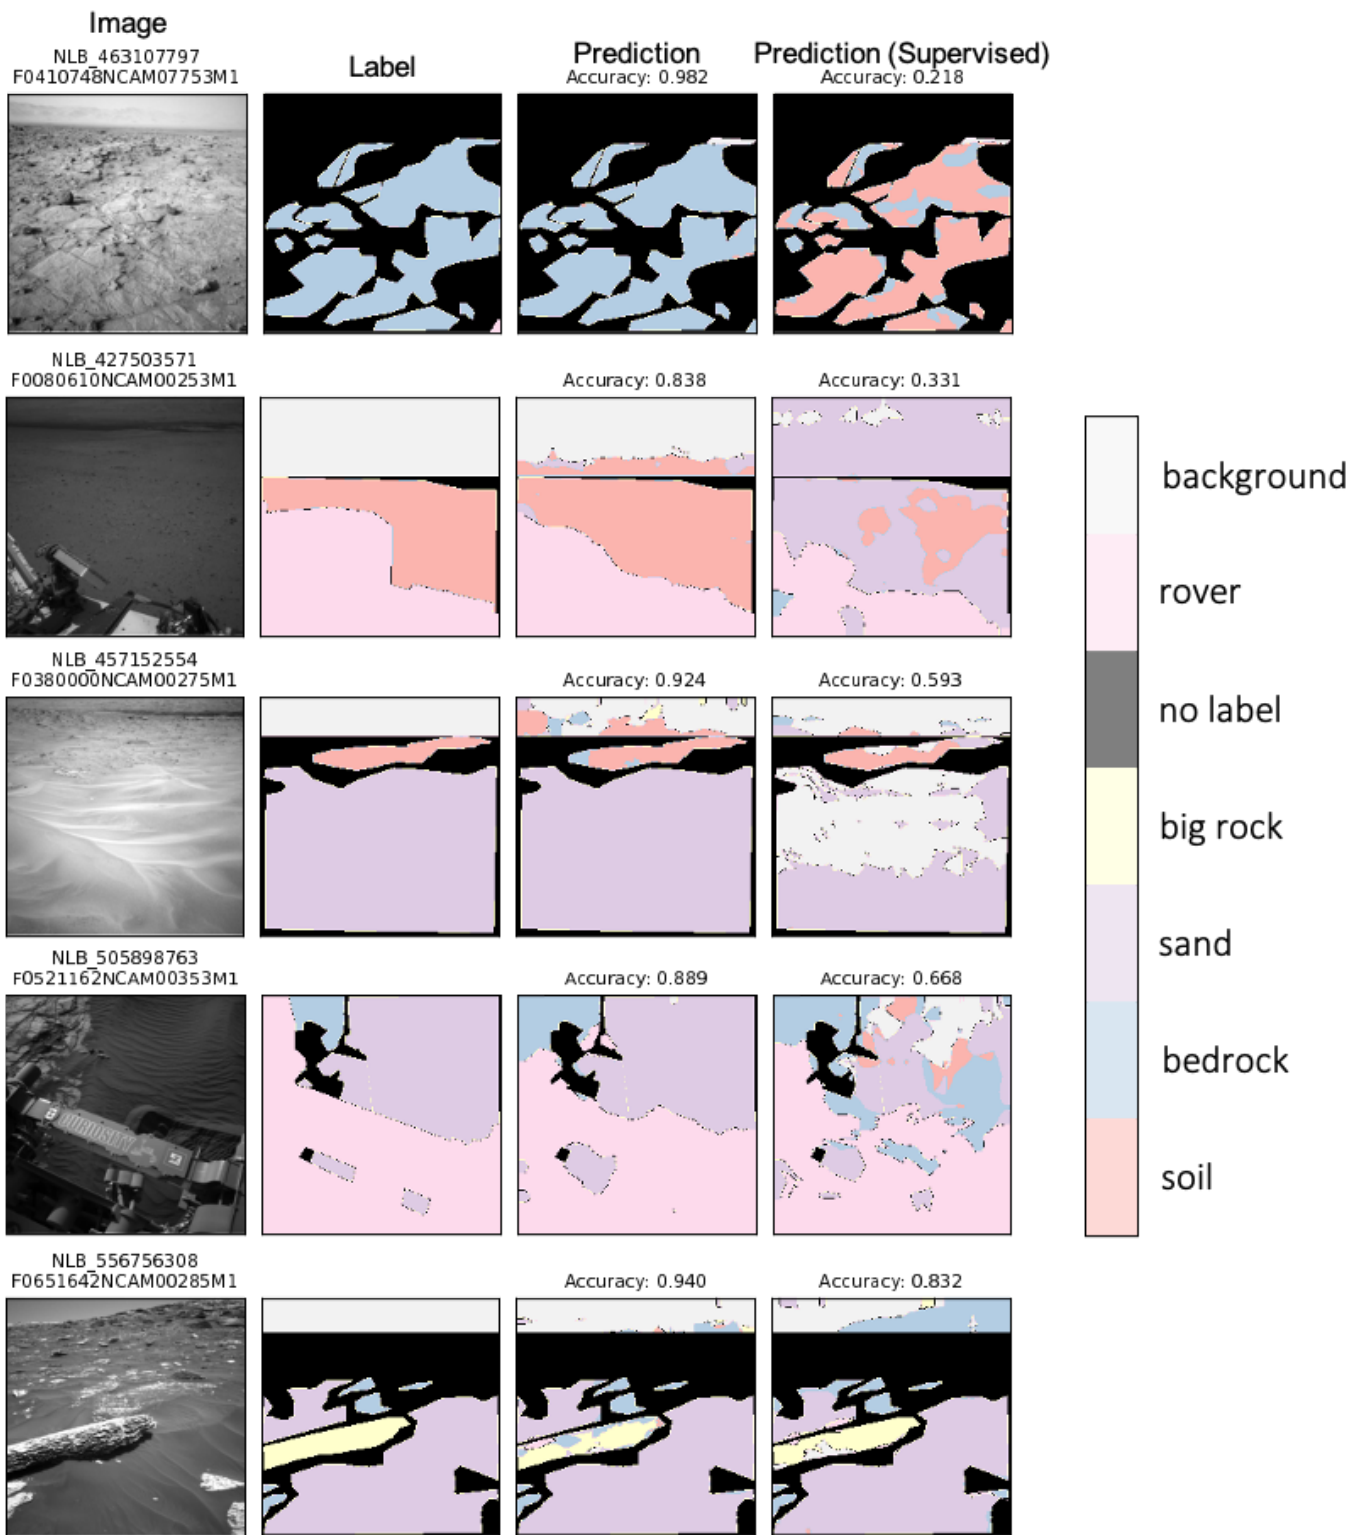 Image
NLB_463107797
F0410748NCAM07753M1
Label
Prediction
Accuracy: 0.982
Prediction (Supervised)
Accuracy: 0.218
NLB_427503571
F0080610NCAM00253M1
Accuracy: 0.838
Accuracy: 0.331
NLB_457152554
F0380000NCAM00275M1
Accuracy: 0.924
Accuracy: 0.593
NLB_505898763
F0521162NCAM00353M1
Accuracy: 0.889
Accuracy: 0.668
NLB_556756308
F0651642NCAM00285M1
Accuracy: 0.940
Accuracy: 0.832
background
rover
no label
big rock
sand
bedrock
soil